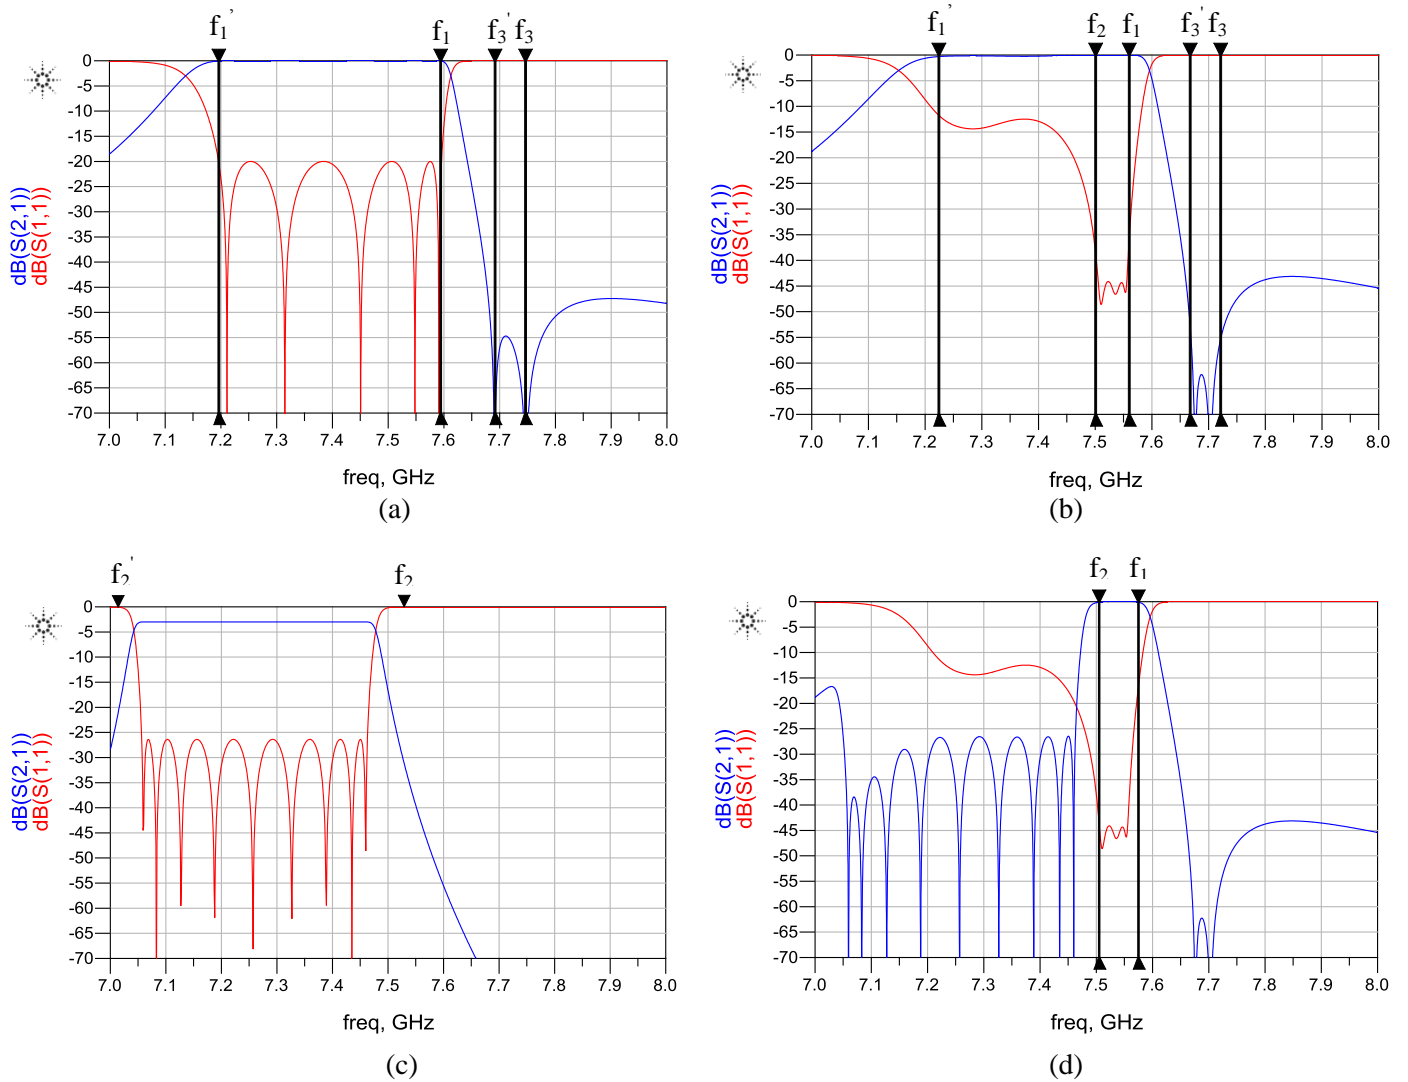 f₁' f₁ f₃' f₃
0
-5
-10
-15
-20
-25
-30
-35
-40
-45
-50
-55
-60
-65
-70
dB(S(2,1))
dB(S(1,1))
7.0 7.1 7.2 7.3 7.4 7.5 7.6 7.7 7.8 7.9 8.0
freq, GHz
(a)
f₁' f₂ f₁ f₃' f₃
0
-5
-10
-15
-20
-25
-30
-35
-40
-45
-50
-55
-60
-65
-70
dB(S(2,1))
dB(S(1,1))
7.0 7.1 7.2 7.3 7.4 7.5 7.6 7.7 7.8 7.9 8.0
freq, GHz
(b)
f₂' f₂
0
-5
-10
-15
-20
-25
-30
-35
-40
-45
-50
-55
-60
-65
-70
dB(S(2,1))
dB(S(1,1))
7.0 7.1 7.2 7.3 7.4 7.5 7.6 7.7 7.8 7.9 8.0
freq, GHz
(c)
f₂ f₁
0
-5
-10
-15
-20
-25
-30
-35
-40
-45
-50
-55
-60
-65
-70
dB(S(2,1))
dB(S(1,1))
7.0 7.1 7.2 7.3 7.4 7.5 7.6 7.7 7.8 7.9 8.0
freq, GHz
(d)